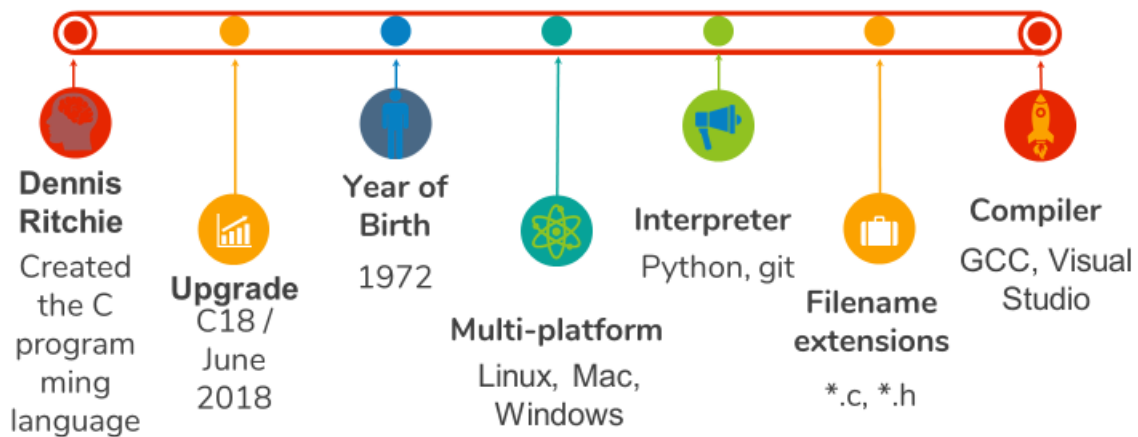 Dennis
Ritchie
Created
the C
program
ming
language
Upgrade
C18 /
June
2018
Year of
Birth
1972
Multi-platform
Linux, Mac,
Windows
Interpreter
Python, git
Filename
extensions
*.c, *.h
Compiler
GCC, Visual
Studio